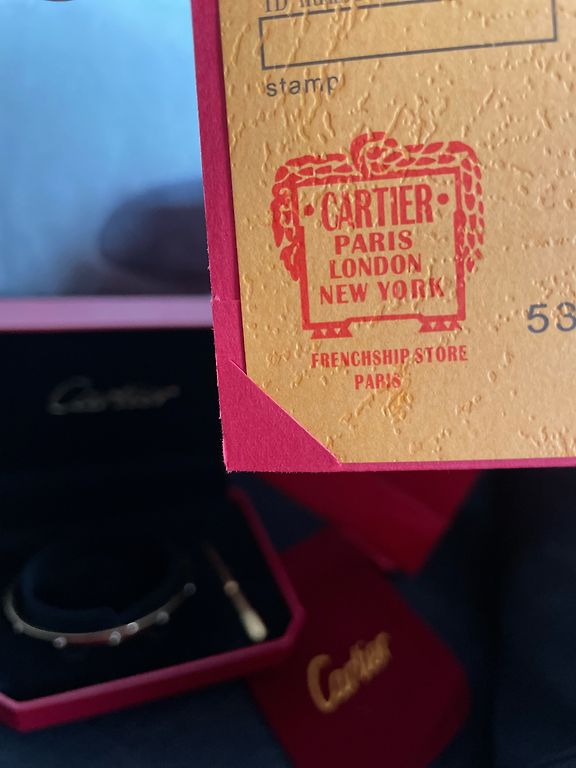 stamp
• CARTIER •
PARIS
LONDON
NEW YORK
53
FRENCHSHIP STORE
PARIS
Cartier
Cartier